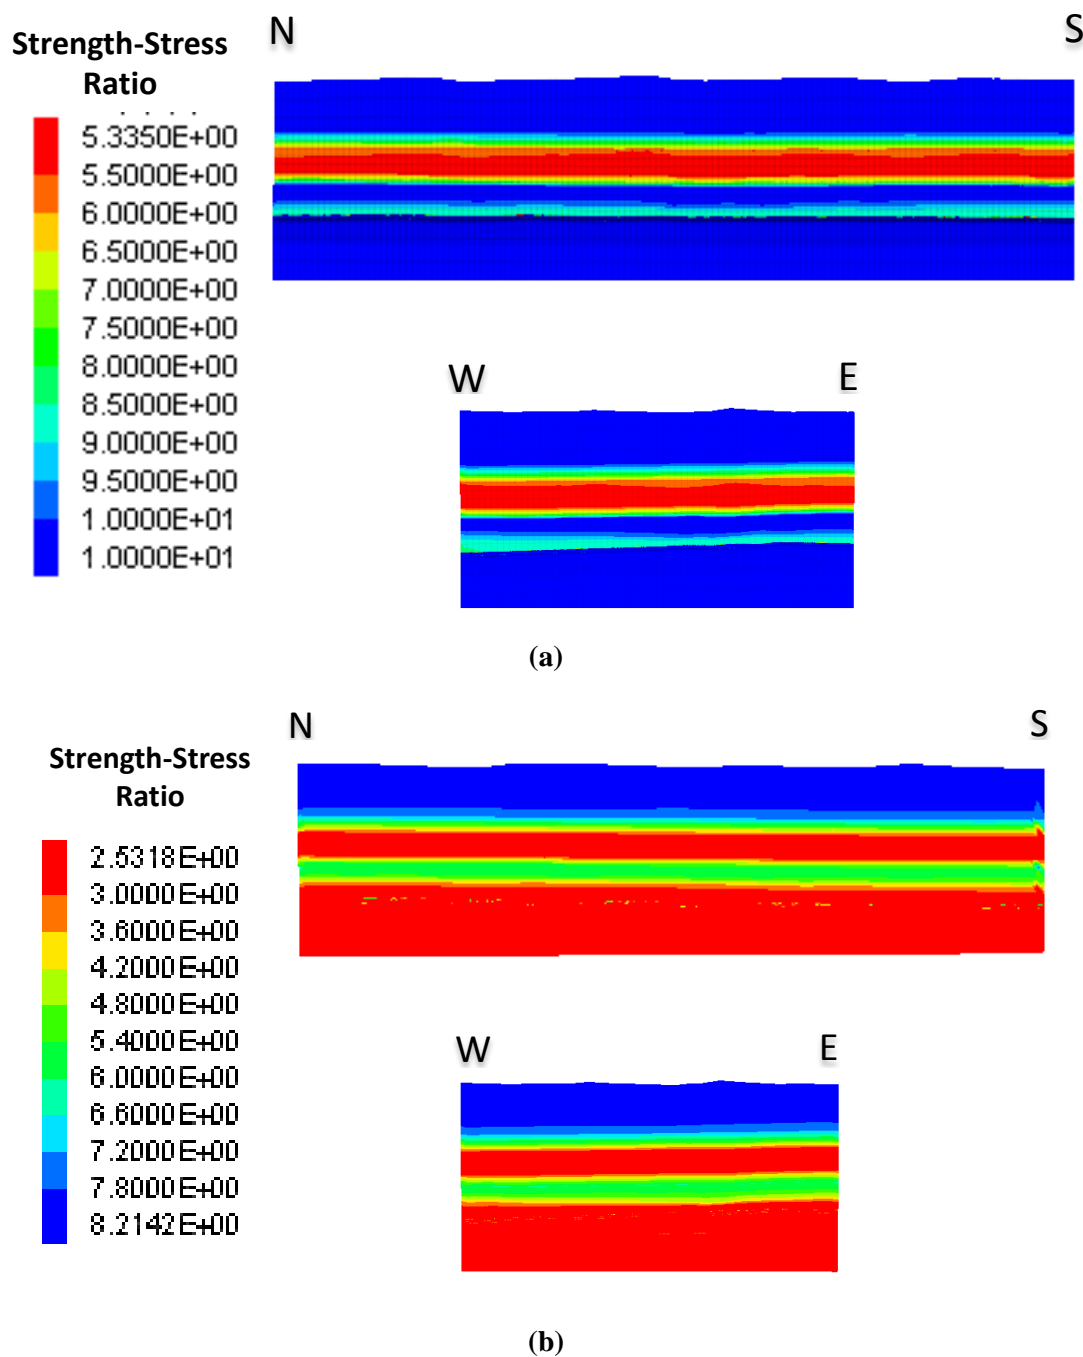 N
S
Strength-Stress
Ratio
5.3350E+00
5.5000E+00
6.0000E+00
6.5000E+00
7.0000E+00
7.5000E+00
8.0000E+00
8.5000E+00
9.0000E+00
9.5000E+00
1.0000E+01
1.0000E+01
W
E
(a)
N
S
Strength-Stress
Ratio
2.5318E+00
3.0000E+00
3.6000E+00
4.2000E+00
4.8000E+00
5.4000E+00
6.0000E+00
6.6000E+00
7.2000E+00
7.8000E+00
8.2142E+00
W
E
(b)